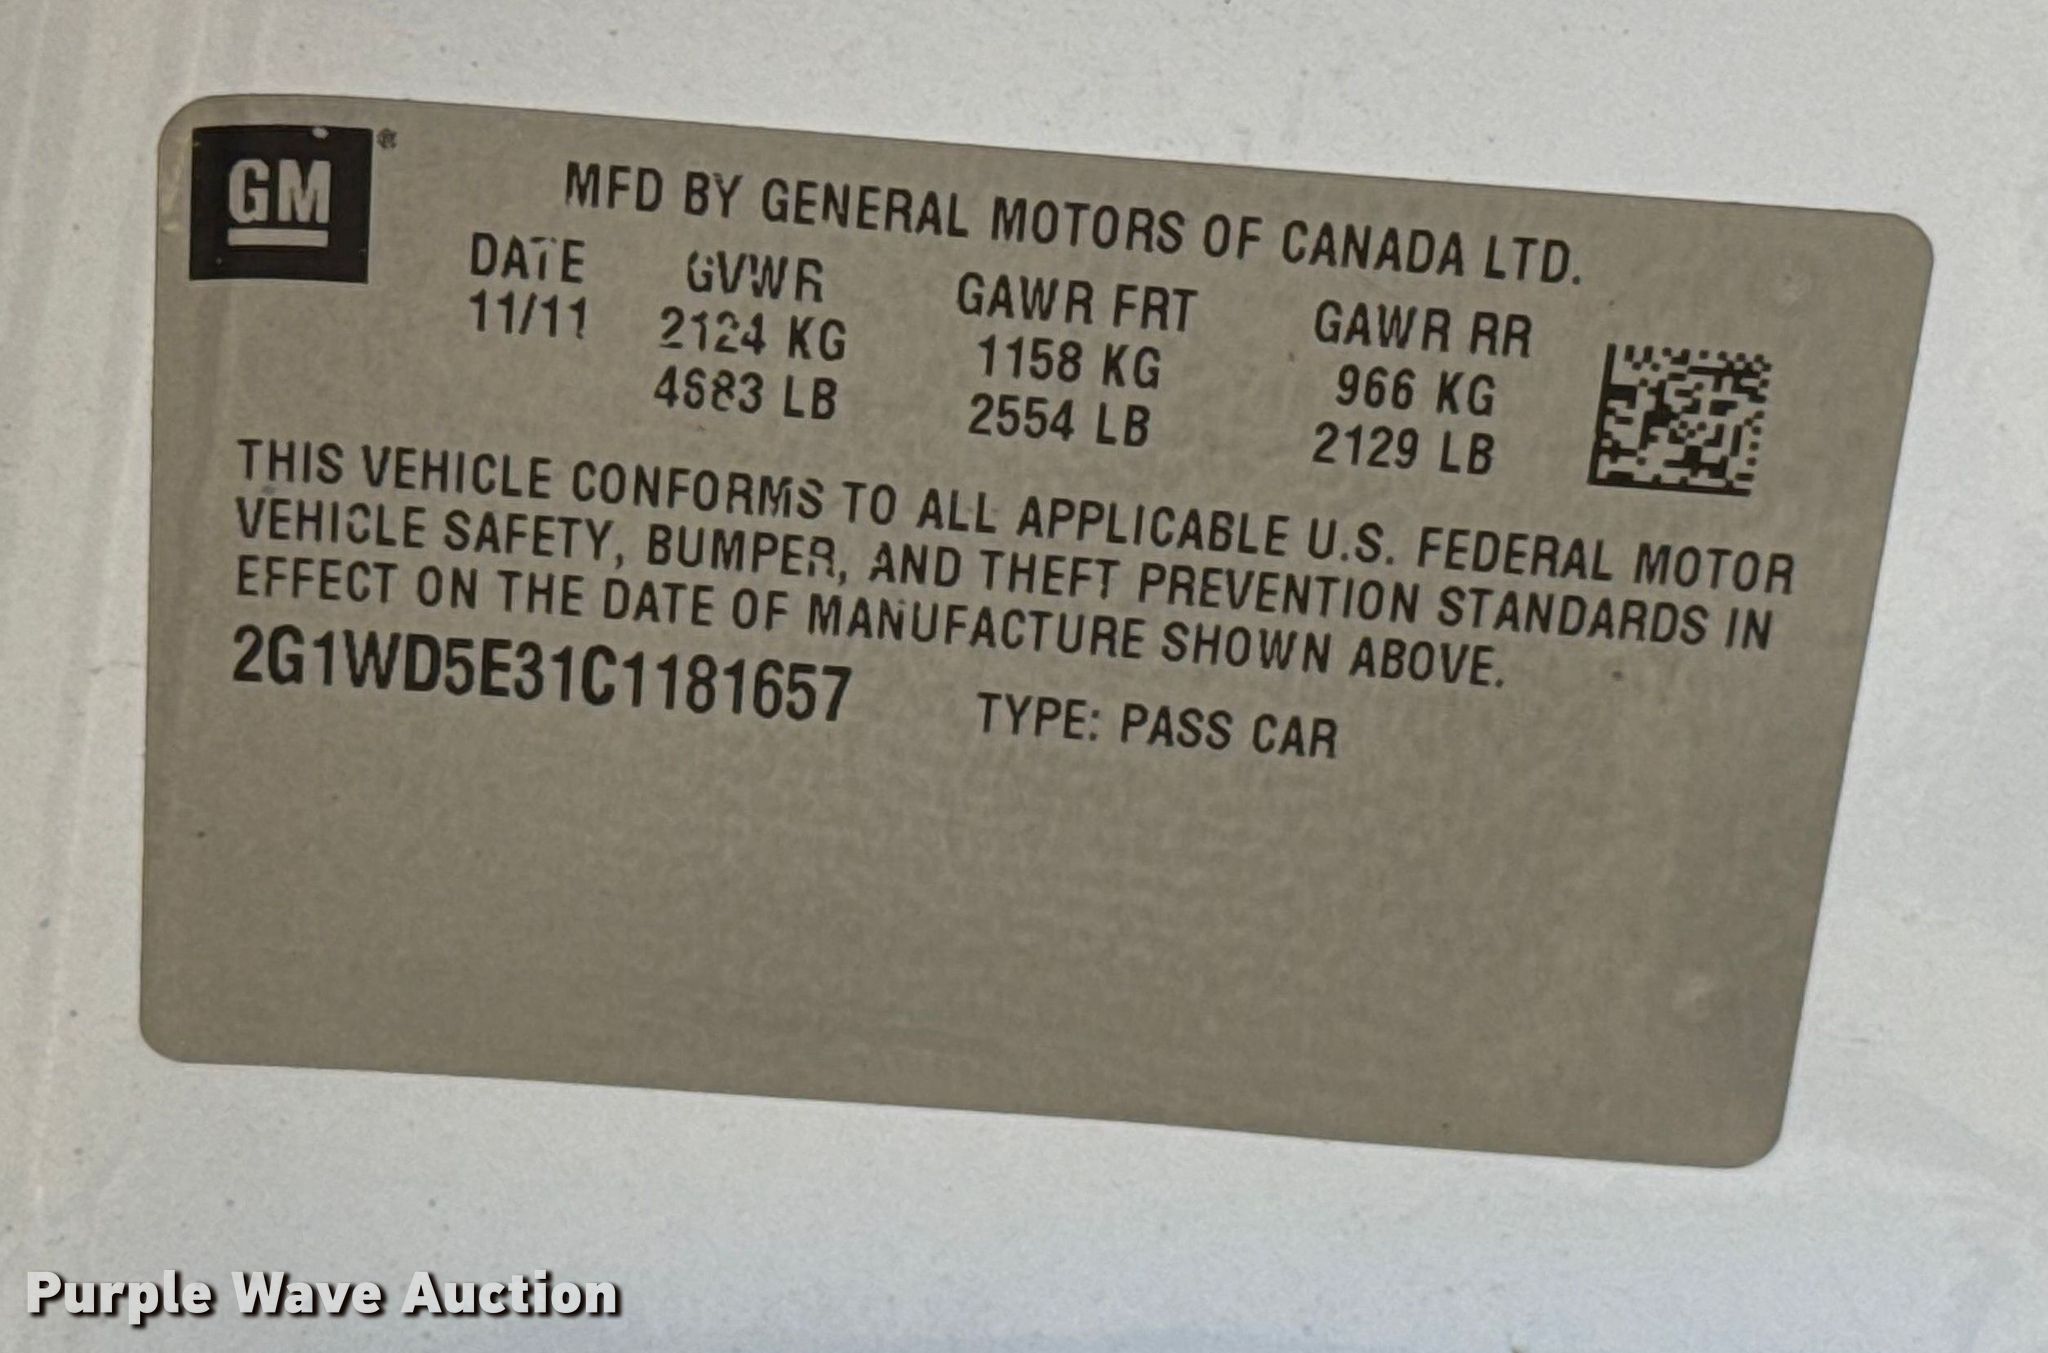 GM®
MFD BY GENERAL MOTORS OF CANADA LTD.
DATE GVWR GAWR FRT GAWR RR
11/11 2124 KG 1158 KG 966 KG
4683 LB 2554 LB 2129 LB
THIS VEHICLE CONFORMS TO ALL APPLICABLE U.S. FEDERAL MOTOR
VEHICLE SAFETY, BUMPER, AND THEFT PREVENTION STANDARDS IN
EFFECT ON THE DATE OF MANUFACTURE SHOWN ABOVE.
2G1WD5E31C1181657 TYPE: PASS CAR
Purple Wave Auction